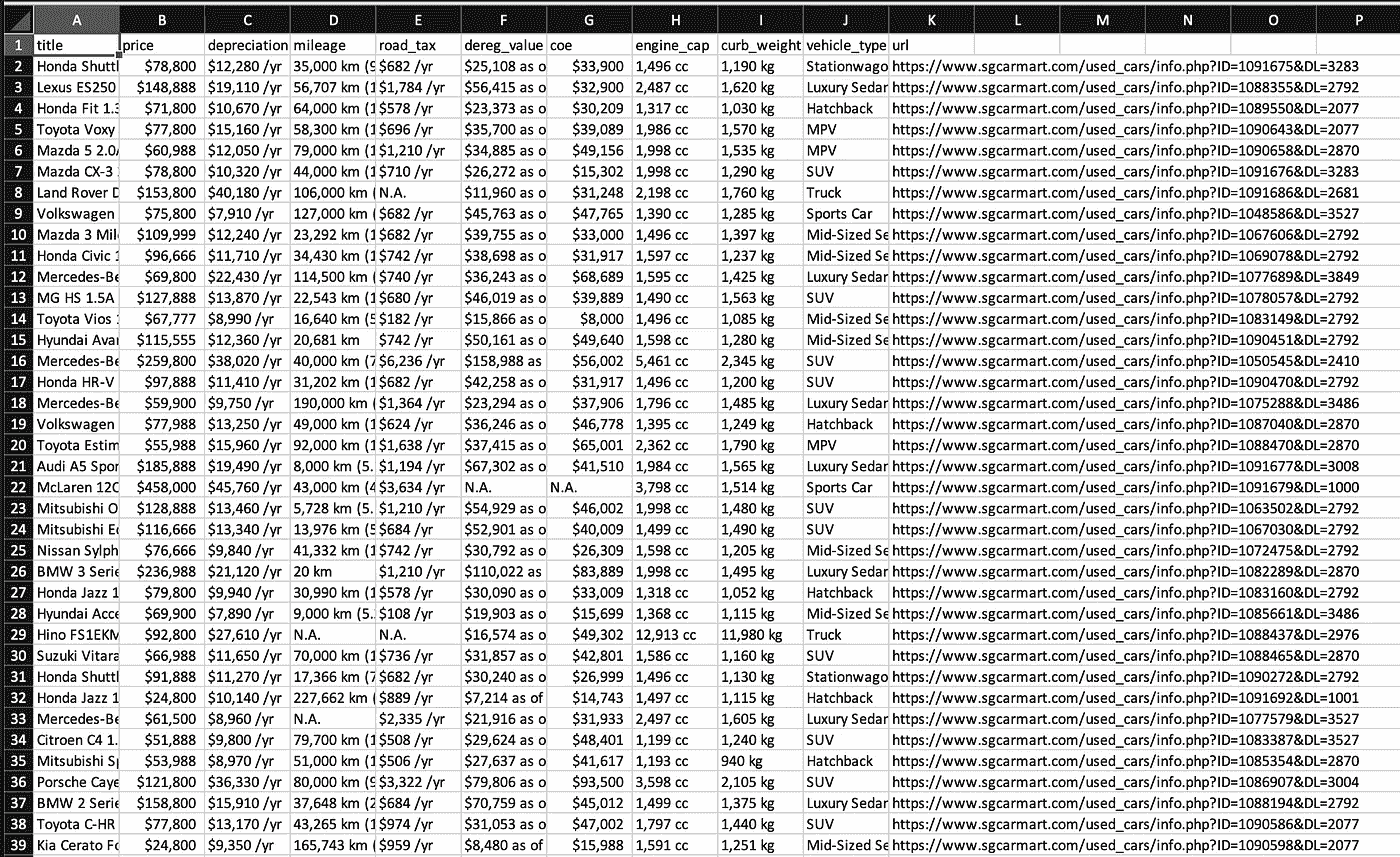 A B C D E F G H I J K L M N O P
1 title price depreciation mileage road_tax dereg_value coe engine_cap curb_weight vehicle_type url
2 Honda Shuttl $78,800 $12,280 /yr 35,000 km (9 $682 /yr $25,108 as o $33,900 1,496 cc 1,190 kg Stationwago https://www.sgcarmart.com/used_cars/info.php?ID=1091675&DL=3283
3 Lexus ES250 $148,888 $19,110 /yr 56,707 km (1 $1,784 /yr $56,415 as o $32,900 2,487 cc 1,620 kg Luxury Sedar https://www.sgcarmart.com/used_cars/info.php?ID=1088355&DL=2792
4 Honda Fit 1.3 $71,800 $10,670 /yr 64,000 km (1 $578 /yr $23,373 as o $30,209 1,317 cc 1,030 kg Hatchback https://www.sgcarmart.com/used_cars/info.php?ID=1089550&DL=2077
5 Toyota Voxy $77,800 $15,160 /yr 58,300 km (1 $696 /yr $35,700 as o $39,089 1,986 cc 1,570 kg MPV https://www.sgcarmart.com/used_cars/info.php?ID=1090643&DL=2077
6 Mazda 5 2.0/ $60,988 $12,050 /yr 79,000 km (1 $1,210 /yr $34,885 as o $49,156 1,998 cc 1,535 kg MPV https://www.sgcarmart.com/used_cars/info.php?ID=1090658&DL=2870
7 Mazda CX-3 $78,800 $10,320 /yr 44,000 km (1 $710 /yr $26,272 as o $15,302 1,998 cc 1,290 kg SUV https://www.sgcarmart.com/used_cars/info.php?ID=1091676&DL=3283
8 Land Rover D $153,800 $40,180 /yr 106,000 km ( N.A. $11,960 as o $31,248 2,198 cc 1,760 kg Truck https://www.sgcarmart.com/used_cars/info.php?ID=1091686&DL=2681
9 Volkswagen $75,800 $7,910 /yr 127,000 km ( $682 /yr $45,763 as o $47,765 1,390 cc 1,285 kg Sports Car https://www.sgcarmart.com/used_cars/info.php?ID=1048586&DL=3527
10 Mazda 3 Mil $109,999 $12,240 /yr 23,292 km (1 $682 /yr $39,755 as o $33,000 1,496 cc 1,397 kg Mid-Sized Se https://www.sgcarmart.com/used_cars/info.php?ID=1067606&DL=2792
11 Honda Civic 1 $96,666 $11,710 /yr 34,430 km (1 $742 /yr $38,698 as o $31,917 1,597 cc 1,237 kg Mid-Sized Se https://www.sgcarmart.com/used_cars/info.php?ID=1069078&DL=2792
12 Mercedes-Be $69,800 $22,430 /yr 114,500 km ( $740 /yr $36,243 as o $68,689 1,595 cc 1,425 kg Luxury Sedar https://www.sgcarmart.com/used_cars/info.php?ID=1077689&DL=3849
13 MG HS 1.5A $127,888 $13,870 /yr 22,543 km (1 $680 /yr $46,019 as o $39,889 1,490 cc 1,563 kg SUV https://www.sgcarmart.com/used_cars/info.php?ID=1078057&DL=2792
14 Toyota Vios 1 $67,777 $8,990 /yr 16,640 km (5 $182 /yr $15,866 as o $8,000 1,496 cc 1,085 kg Mid-Sized Se https://www.sgcarmart.com/used_cars/info.php?ID=1083149&DL=2792
15 Hyundai Avar $115,555 $12,360 /yr 20,681 km $742 /yr $50,161 as o $49,640 1,598 cc 1,280 kg Mid-Sized Se https://www.sgcarmart.com/used_cars/info.php?ID=1090451&DL=2792
16 Mercedes-Be $259,800 $38,020 /yr 40,000 km (7 $6,236 /yr $158,988 as $56,002 5,461 cc 2,345 kg SUV https://www.sgcarmart.com/used_cars/info.php?ID=1050545&DL=2410
17 Honda HR-V $97,888 $11,410 /yr 31,202 km (1 $682 /yr $42,258 as o $31,917 1,496 cc 1,200 kg SUV https://www.sgcarmart.com/used_cars/info.php?ID=1090470&DL=2792
18 Mercedes-Be $59,900 $9,750 /yr 190,000 km ( $1,364 /yr $23,294 as o $37,906 1,796 cc 1,485 kg Luxury Sedar https://www.sgcarmart.com/used_cars/info.php?ID=1075288&DL=3486
19 Volkswagen $77,988 $13,250 /yr 49,000 km (1 $624 /yr $36,246 as o $46,778 1,395 cc 1,249 kg Hatchback https://www.sgcarmart.com/used_cars/info.php?ID=1087040&DL=2870
20 Toyota Estim $55,988 $15,960 /yr 92,000 km (1 $1,638 /yr $37,415 as o $65,001 2,362 cc 1,790 kg MPV https://www.sgcarmart.com/used_cars/info.php?ID=1088470&DL=2870
21 Audi A5 Spor $185,888 $19,490 /yr 8,000 km (5. $1,194 /yr $67,302 as o $41,510 1,984 cc 1,565 kg Luxury Sedar https://www.sgcarmart.com/used_cars/info.php?ID=1091677&DL=3008
22 McLaren 12C $458,000 $45,760 /yr 43,000 km (4 $3,634 /yr N.A. N.A. 3,798 cc 1,514 kg Sports Car https://www.sgcarmart.com/used_cars/info.php?ID=1091679&DL=1000
23 Mitsubishi O $128,888 $13,460 /yr 5,728 km (5. $1,210 /yr $54,929 as o $46,002 1,998 cc 1,480 kg SUV https://www.sgcarmart.com/used_cars/info.php?ID=1063502&DL=2792
24 Mitsubishi Ec $116,666 $13,340 /yr 13,976 km (5 $684 /yr $52,901 as o $40,009 1,499 cc 1,490 kg SUV https://www.sgcarmart.com/used_cars/info.php?ID=1067030&DL=2792
25 Nissan Sylph $76,666 $9,840 /yr 41,332 km (1 $742 /yr $30,792 as o $26,309 1,598 cc 1,205 kg Mid-Sized Se https://www.sgcarmart.com/used_cars/info.php?ID=1072475&DL=2792
26 BMW 3 Serie $236,988 $21,120 /yr 20 km $1,210 /yr $110,022 as $83,889 1,998 cc 1,495 kg Luxury Sedar https://www.sgcarmart.com/used_cars/info.php?ID=1082289&DL=2870
27 Honda Jazz 1 $79,800 $9,940 /yr 30,990 km (1 $578 /yr $30,090 as o $33,009 1,318 cc 1,052 kg Hatchback https://www.sgcarmart.com/used_cars/info.php?ID=1083160&DL=2792
28 Hyundai Acce $69,900 $7,890 /yr 9,000 km (5. $108 /yr $19,903 as o $15,699 1,368 cc 1,115 kg Mid-Sized Se https://www.sgcarmart.com/used_cars/info.php?ID=1085661&DL=3486
29 Hino FS1EKM $92,800 $27,610 /yr N.A. N.A. $16,574 as o $49,302 12,913 cc 11,980 kg Truck https://www.sgcarmart.com/used_cars/info.php?ID=1088437&DL=2976
30 Suzuki Vitara $66,988 $11,650 /yr 70,000 km (1 $736 /yr $31,857 as o $42,801 1,586 cc 1,160 kg SUV https://www.sgcarmart.com/used_cars/info.php?ID=1088465&DL=2870
31 Honda Shuttl $91,888 $11,270 /yr 17,366 km (7 $682 /yr $30,240 as o $26,999 1,496 cc 1,130 kg Stationwago https://www.sgcarmart.com/used_cars/info.php?ID=1090272&DL=2792
32 Honda Jazz 1 $24,800 $10,140 /yr 227,662 km ( $889 /yr $7,214 as of $14,743 1,497 cc 1,115 kg Hatchback https://www.sgcarmart.com/used_cars/info.php?ID=1091692&DL=1001
33 Mercedes-Be $61,500 $8,960 /yr N.A. $2,335 /yr $21,916 as o $31,933 2,497 cc 1,605 kg Luxury Sedar https://www.sgcarmart.com/used_cars/info.php?ID=1077579&DL=3527
34 Citroen C4 1. $51,888 $9,800 /yr 79,700 km (1 $508 /yr $29,624 as o $48,401 1,199 cc 1,240 kg SUV https://www.sgcarmart.com/used_cars/info.php?ID=1083387&DL=3527
35 Mitsubishi Sp $53,988 $8,970 /yr 51,000 km (1 $506 /yr $27,637 as o $41,617 1,193 cc 940 kg Hatchback https://www.sgcarmart.com/used_cars/info.php?ID=1085354&DL=2870
36 Porsche Caye $121,800 $36,330 /yr 80,000 km (9 $3,322 /yr $79,806 as o $93,500 3,598 cc 2,105 kg SUV https://www.sgcarmart.com/used_cars/info.php?ID=1086907&DL=3004
37 BMW 2 Serie $158,800 $15,910 /yr 37,648 km (2 $684 /yr $70,759 as o $45,012 1,499 cc 1,375 kg Luxury Sedar https://www.sgcarmart.com/used_cars/info.php?ID=1088194&DL=2792
38 Toyota C-HR $77,800 $13,170 /yr 43,265 km (1 $974 /yr $31,053 as o $47,002 1,797 cc 1,440 kg SUV https://www.sgcarmart.com/used_cars/info.php?ID=1090586&DL=2077
39 Kia Cerato Fo $24,800 $9,350 /yr 165,743 km ( $959 /yr $8,480 as of $15,988 1,591 cc 1,251 kg Mid-Sized Se https://www.sgcarmart.com/used_cars/info.php?ID=1090598&DL=2077